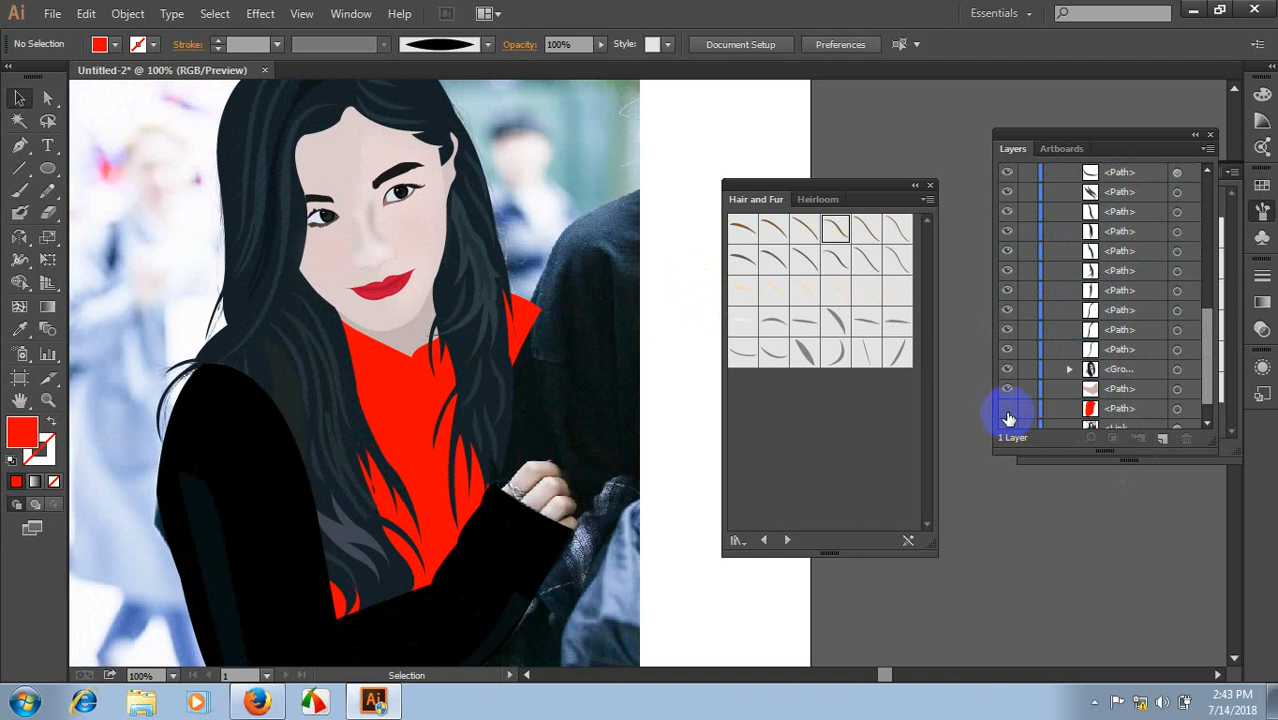 Ai File Edit Object Type Select Effect View Window Help Br Essentials
No Selection Stroke: Opacity: 100% Style: Document Setup Preferences
Untitled-2* @ 100% (RGB/Preview) ×
Layers Artboards
<Path>
<Path>
Hair and Fur Heirloom
<Path>
<Path>
<Path>
<Path>
<Path>
<Path>
<Path>
<Path>
<Gro...
<Path>
<Path>
1 Layer
100% 1 Selection
Ai
2:43 PM
7/14/2018